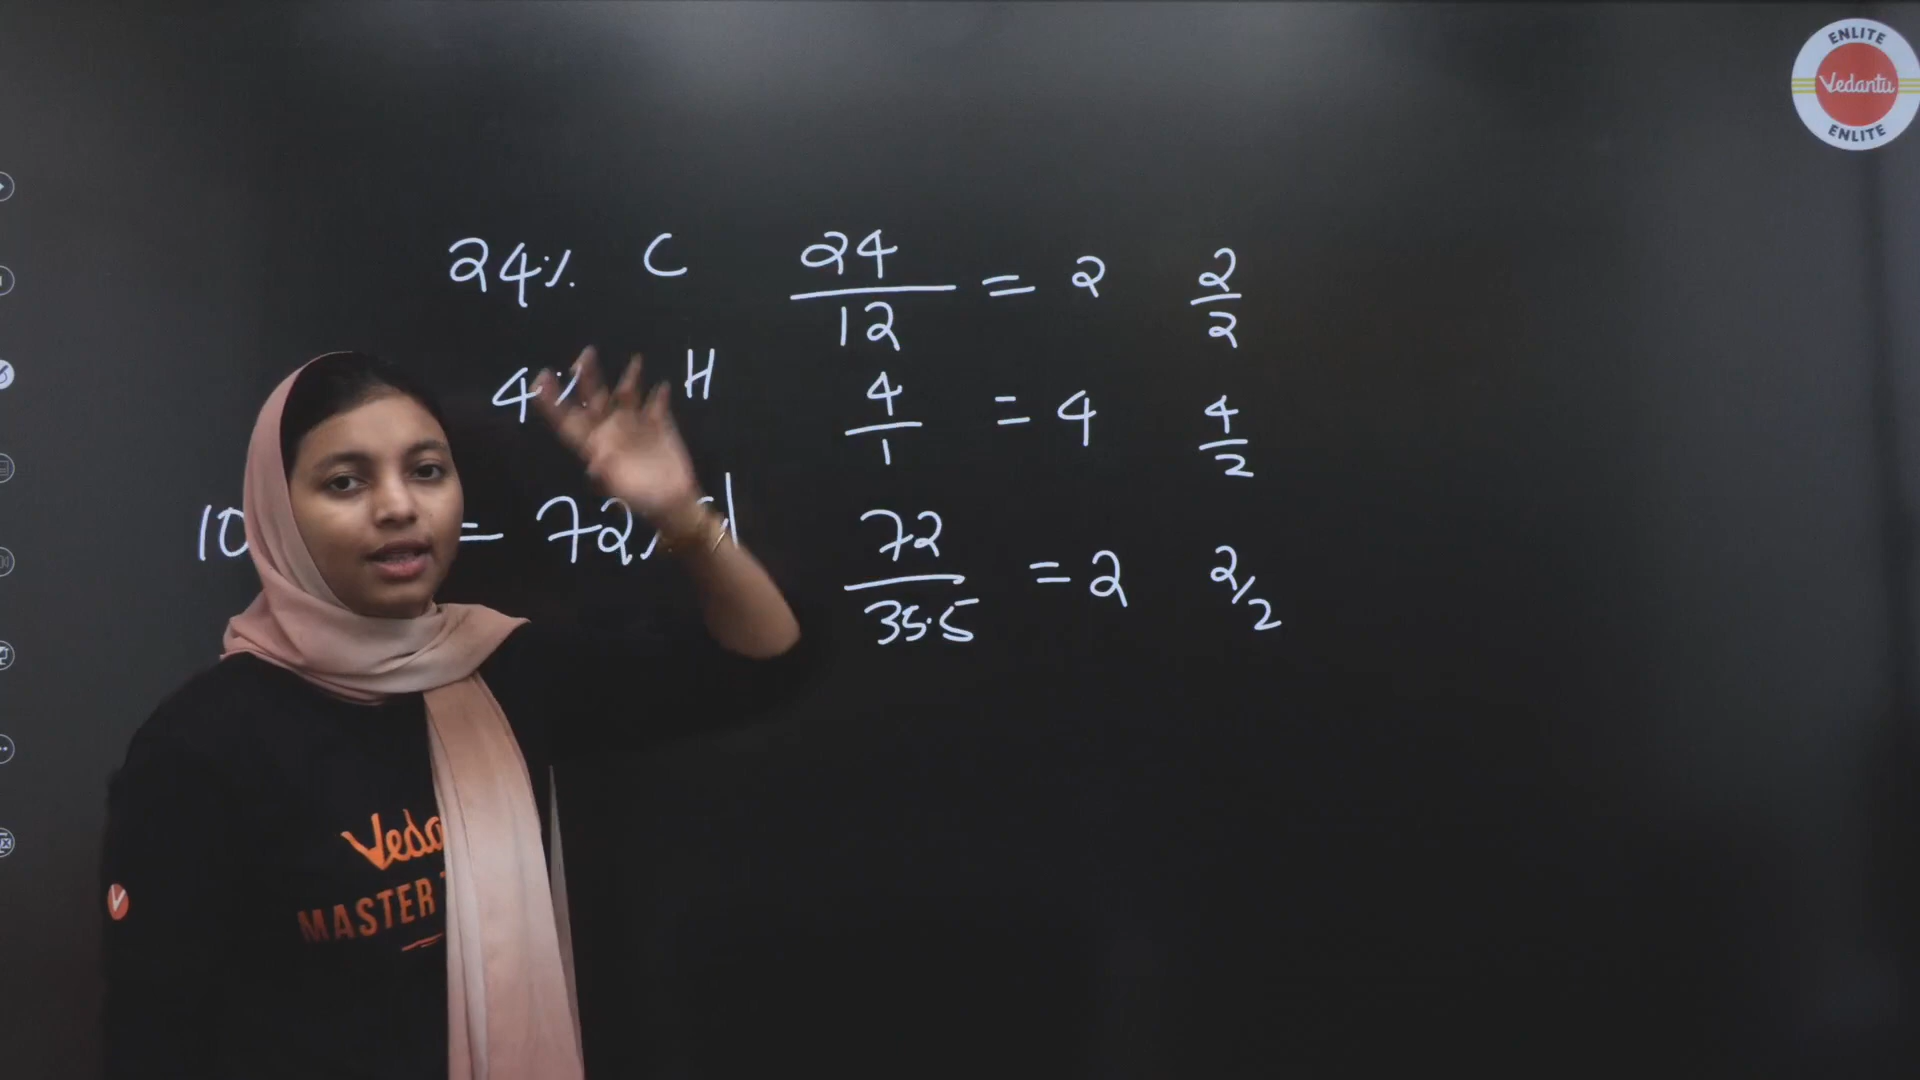 ENLITE
Vedantu
ENLITE
24% C 24/12 = 2 2/2
4% H 4/1 = 4 4/2
10 = 72% 72/35.5 = 2 2/2
Veda
MASTER